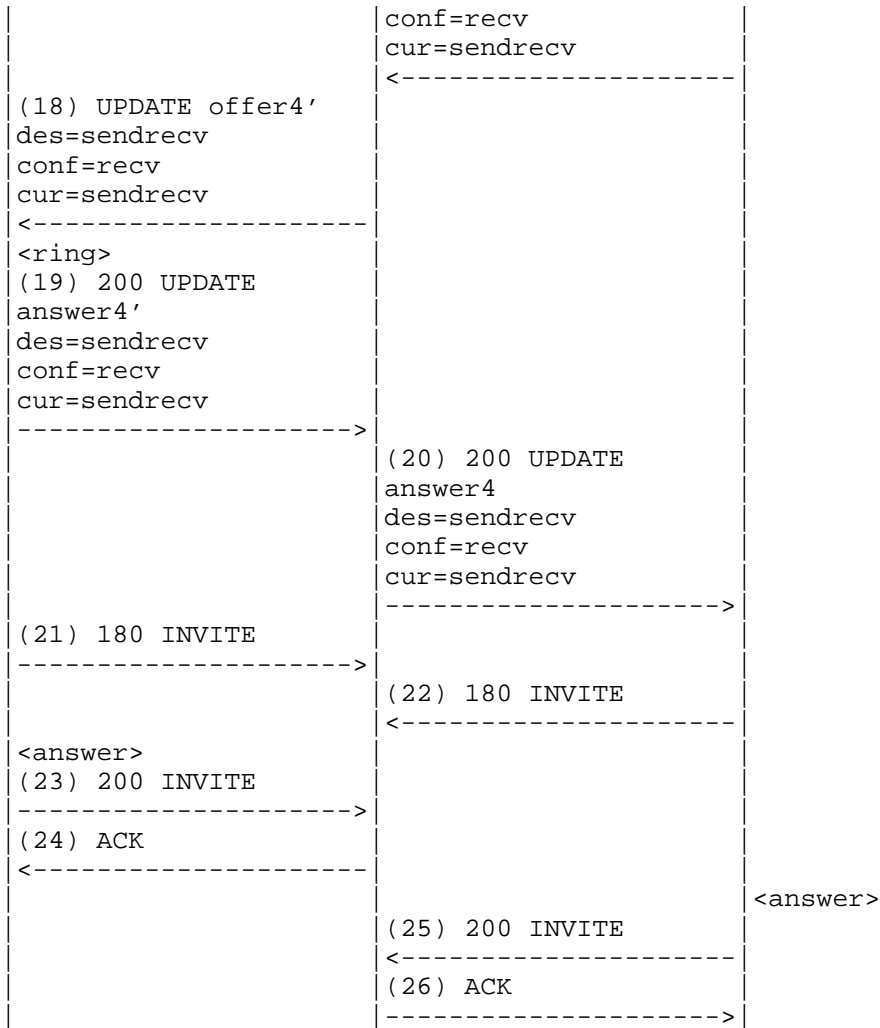 |                      |conf=recv             |
|                      |cur=sendrecv          |
|                      |<---------------------|
|(18) UPDATE offer4’   |                      |
|des=sendrecv          |                      |
|conf=recv             |                      |
|cur=sendrecv          |                      |
|<---------------------|                      |
|<ring>                |                      |
|(19) 200 UPDATE       |                      |
|answer4’              |                      |
|des=sendrecv          |                      |
|conf=recv             |                      |
|cur=sendrecv          |                      |
|--------------------->|                      |
|                      |(20) 200 UPDATE       |
|                      |answer4               |
|                      |des=sendrecv          |
|                      |conf=recv             |
|                      |cur=sendrecv          |
|                      |--------------------->|
|(21) 180 INVITE       |                      |
|--------------------->|                      |
|                      |(22) 180 INVITE       |
|                      |<---------------------|
|<answer>              |                      |
|(23) 200 INVITE       |                      |
|--------------------->|                      |
|(24) ACK              |                      |
|<---------------------|                      |
|                      |                      |<answer>
|                      |(25) 200 INVITE       |
|                      |<---------------------|
|                      |(26) ACK              |
|                      |--------------------->|